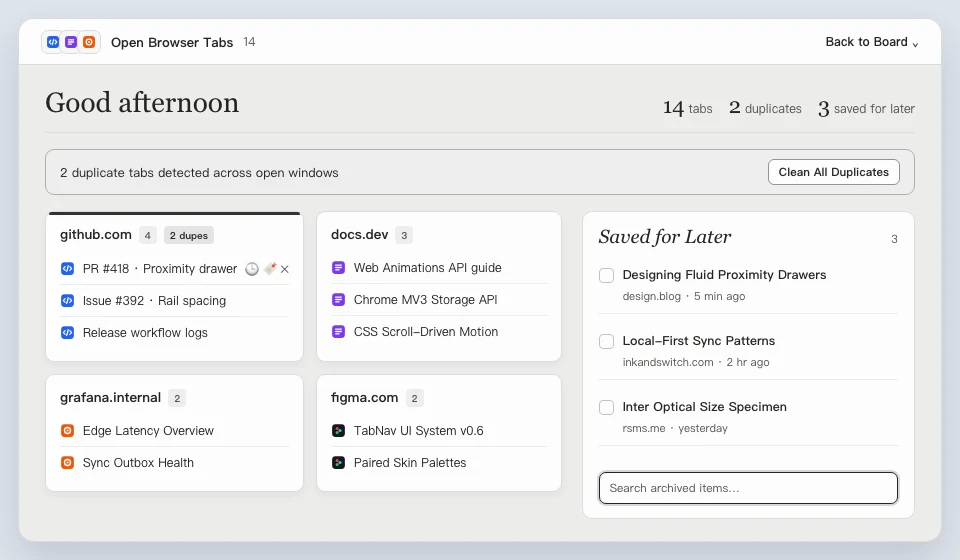 Open Browser Tabs 14
Back to Board
Good afternoon
14 tabs 2 duplicates 3 saved for later
2 duplicate tabs detected across open windows
Clean All Duplicates
github.com 4 2 dupes
PR #418 · Proximity drawer
Issue #392 · Rail spacing
Release workflow logs
docs.dev 3
Web Animations API guide
Chrome MV3 Storage API
CSS Scroll-Driven Motion
grafana.internal 2
Edge Latency Overview
Sync Outbox Health
figma.com 2
TabNav UI System v0.6
Paired Skin Palettes
Saved for Later 3
Designing Fluid Proximity Drawers
design.blog · 5 min ago
Local-First Sync Patterns
inkandswitch.com · 2 hr ago
Inter Optical Size Specimen
rsms.me · yesterday
Search archived items...